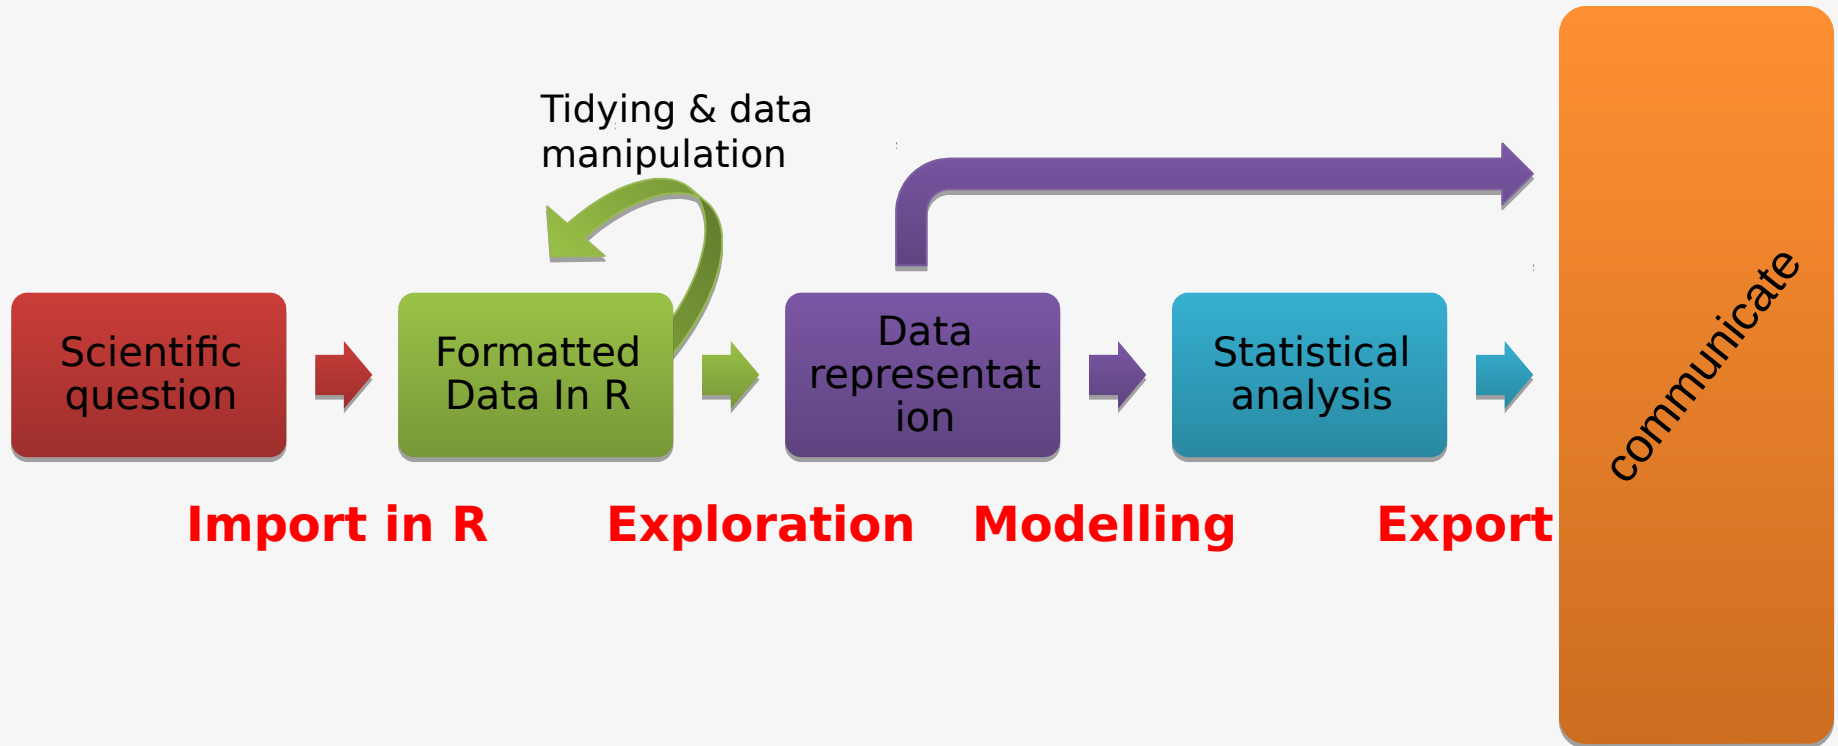 Tidying & data
manipulation
Scientific
question
Formatted
Data In R
Data
representat
ion
Statistical
analysis
communicate
Import in R
Exploration
Modelling
Export